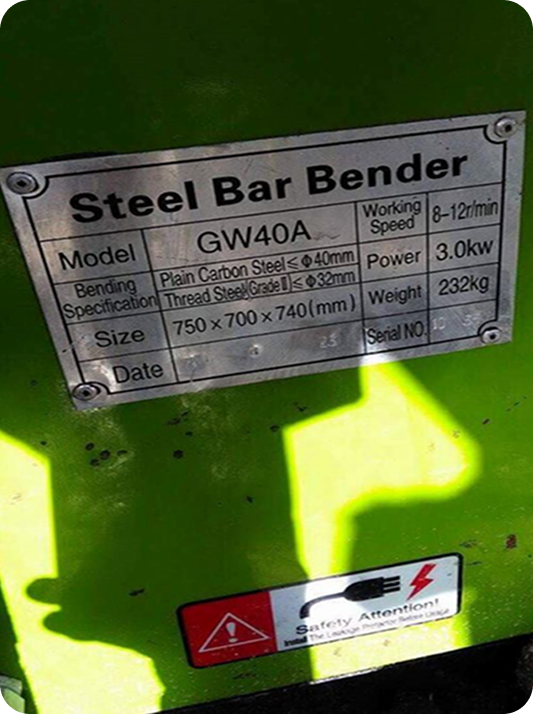 Steel Bar Bender
Model GW40A Working Speed 8-12r/min
Bending Specification Plain Carbon Steel≤Φ40mm Power 3.0kw
Thread Steel(Grade Ⅱ)≤Φ32mm
Size 750×700×740(mm) Weight 232kg
Date Serial NO.
Safety Attention!
Install The Leakage Protector Before Usage